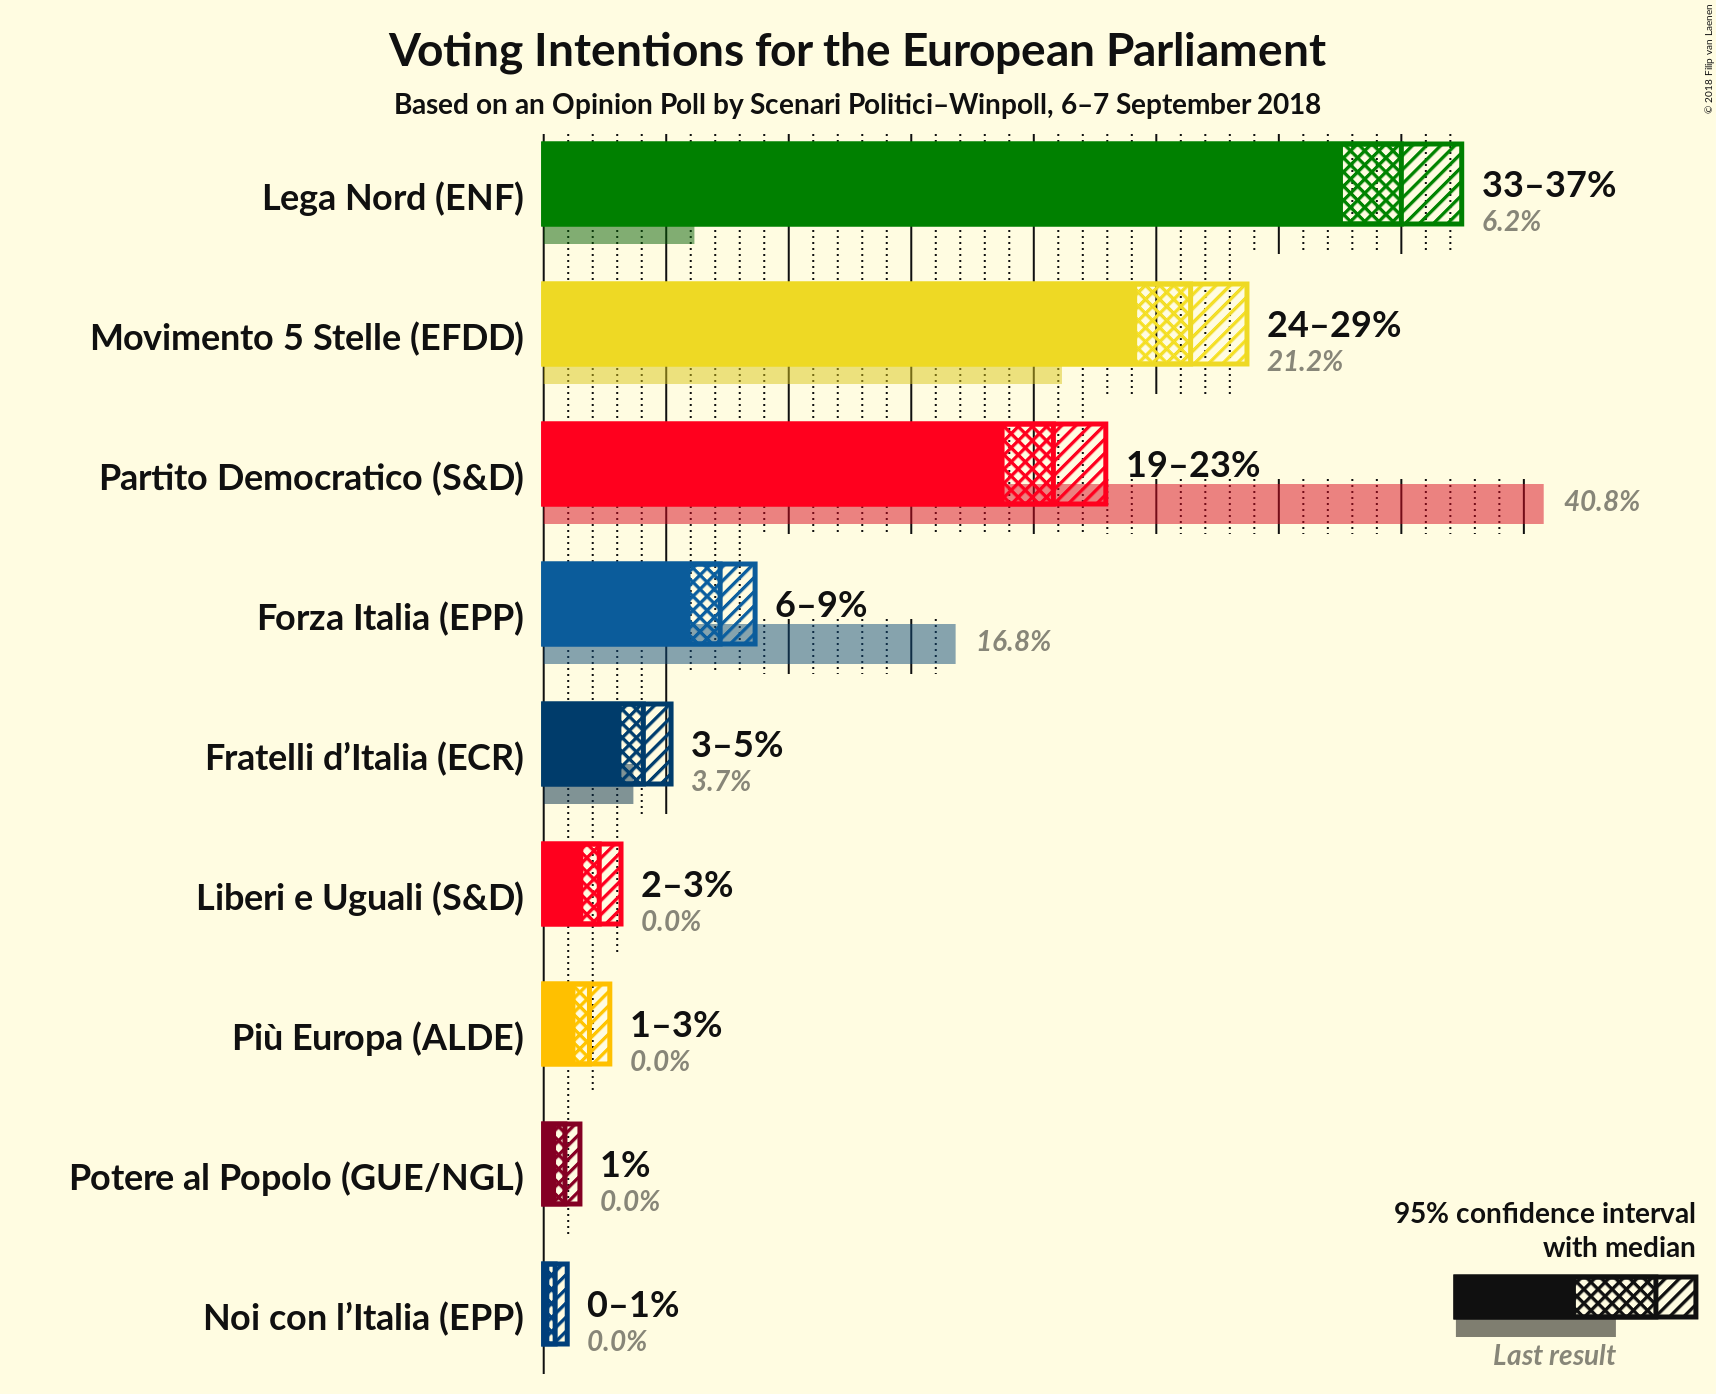 Voting Intentions for the European Parliament
Based on an Opinion Poll by Scenari Politici–Winpoll, 6–7 September 2018
© 2018 Filip van Laenen
Lega Nord (ENF)
33–37%
6.2%
Movimento 5 Stelle (EFDD)
24–29%
21.2%
Partito Democratico (S&D)
19–23%
40.8%
Forza Italia (EPP)
6–9%
16.8%
Fratelli d’Italia (ECR)
3–5%
3.7%
Liberi e Uguali (S&D)
2–3%
0.0%
Più Europa (ALDE)
1–3%
0.0%
Potere al Popolo (GUE/NGL)
1%
0.0%
Noi con l’Italia (EPP)
0–1%
0.0%
95% confidence interval
with median
Last result